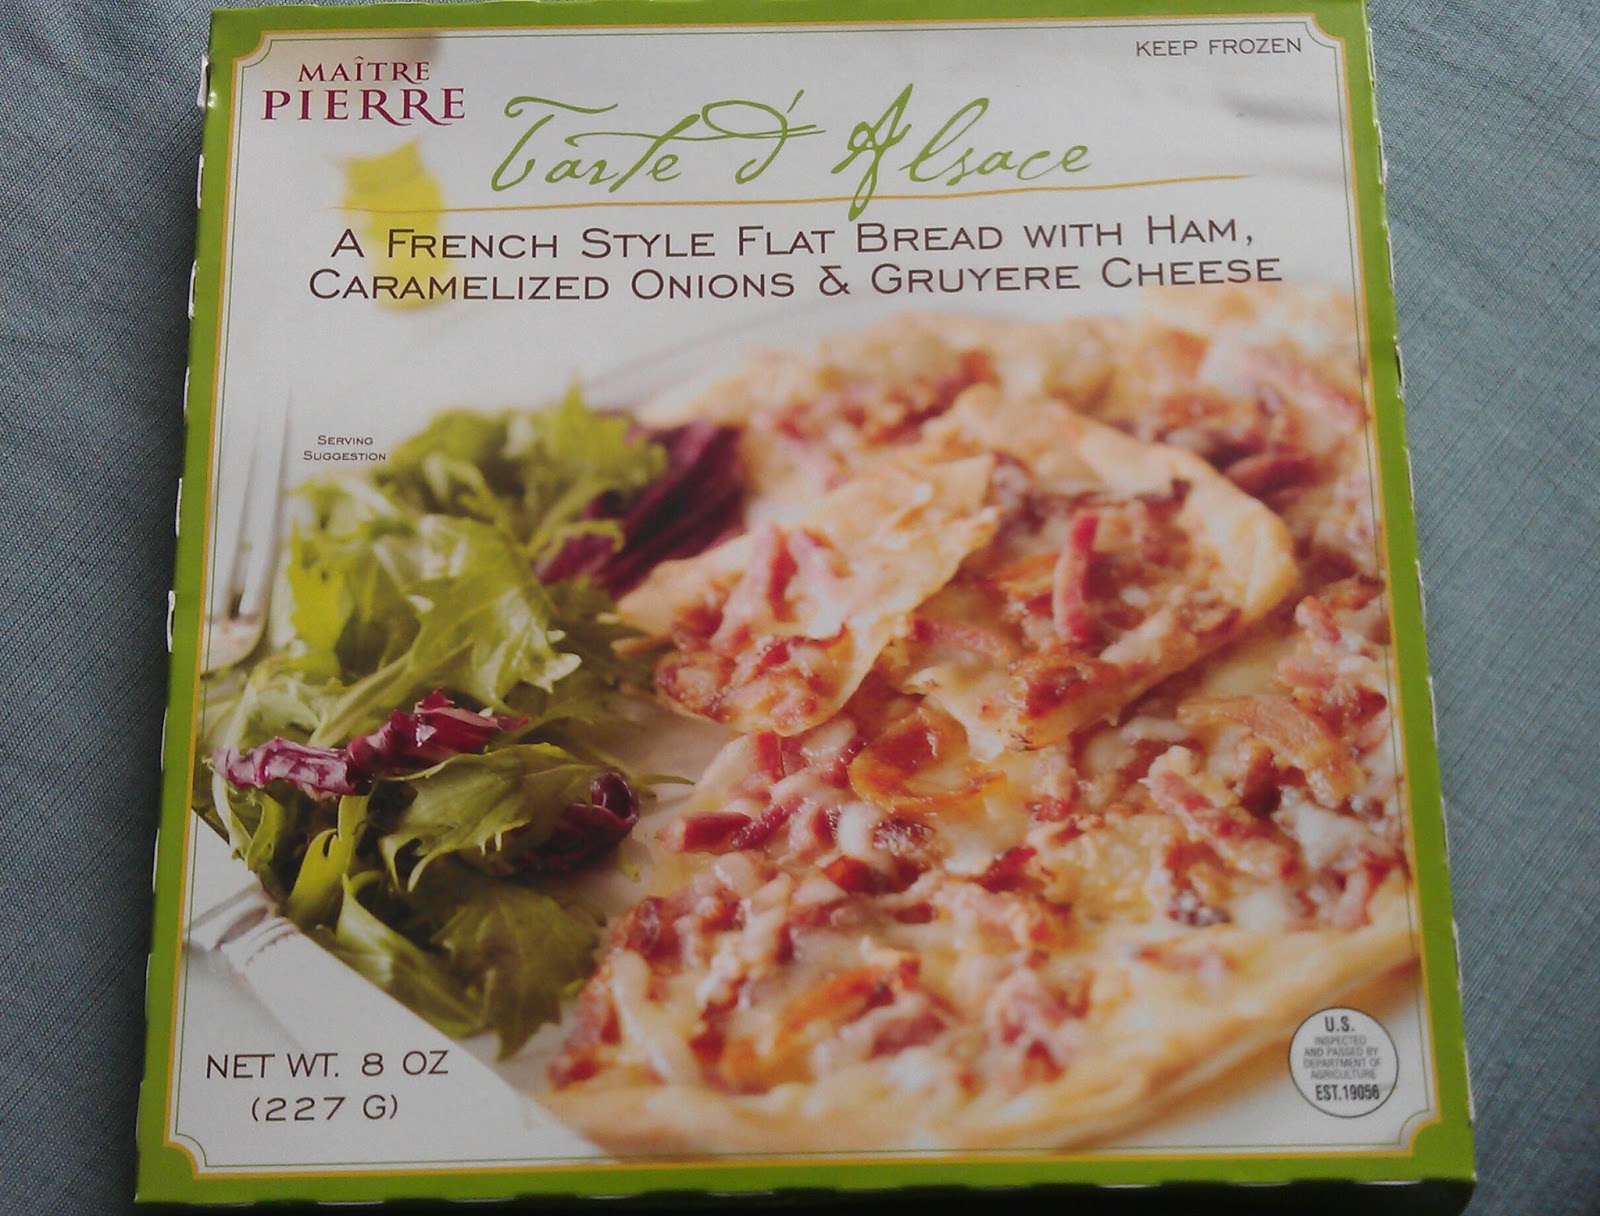 KEEP FROZEN
MAÎTRE
PIERRE
Tarte d'Alsace
A FRENCH STYLE FLAT BREAD WITH HAM,
CARAMELIZED ONIONS & GRUYERE CHEESE
SERVING
SUGGESTION
NET WT. 8 OZ
(227 G)
U.S.
INSPECTED
AND PASSED BY
DEPARTMENT OF
AGRICULTURE
EST. 19056